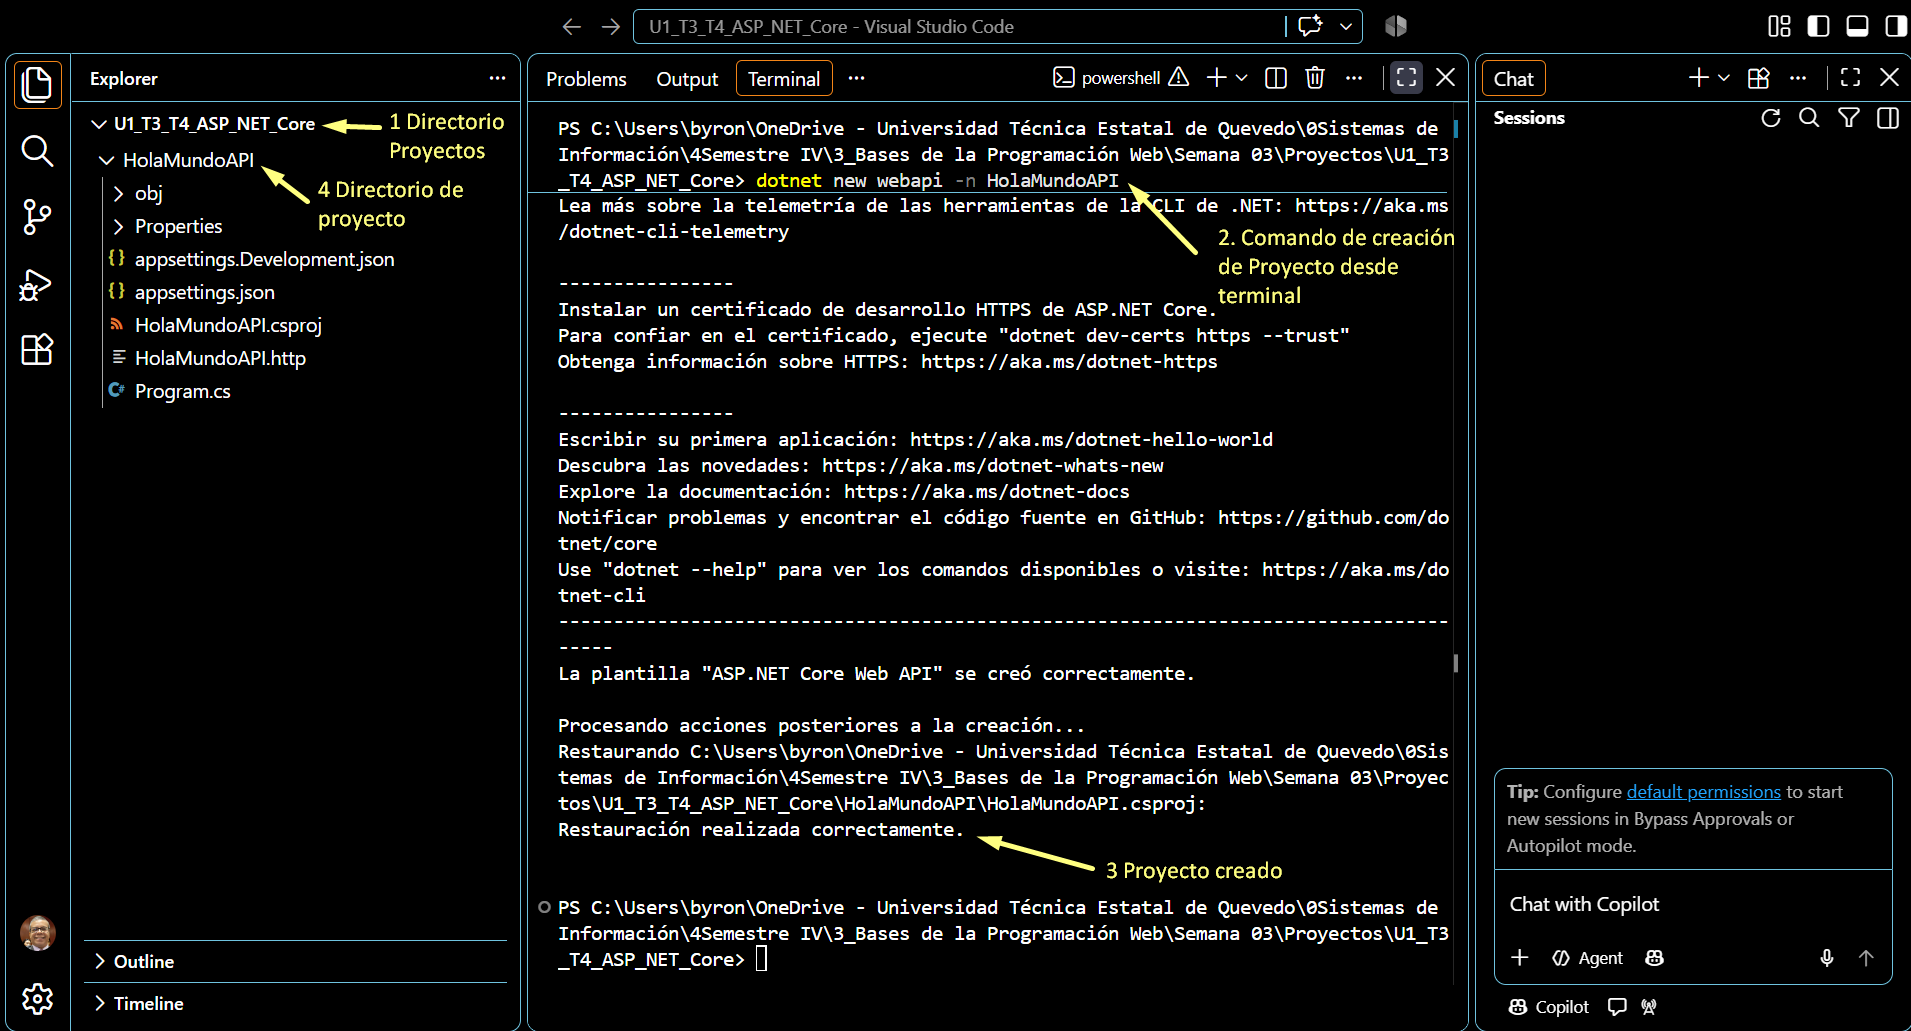 U1_T3_T4_ASP_NET_Core - Visual Studio Code
Explorer
U1_T3_T4_ASP_NET_Core
1 Directorio
Proyectos
HolaMundoAPI
4 Directorio de
proyecto
obj
Properties
appsettings.Development.json
appsettings.json
HolaMundoAPI.csproj
HolaMundoAPI.http
Program.cs
Outline
Timeline
Problems Output Terminal powershell
PS C:\Users\byron\OneDrive - Universidad Técnica Estatal de Quevedo\0Sistemas de
Información\4Semestre IV\3_Bases de la Programación Web\Semana 03\Proyectos\U1_T3
_T4_ASP_NET_Core> dotnet new webapi -n HolaMundoAPI
Lea más sobre la telemetría de las herramientas de la CLI de .NET: https://aka.ms
/dotnet-cli-telemetry
2. Comando de creación
de Proyecto desde
terminal
----------------
Instalar un certificado de desarrollo HTTPS de ASP.NET Core.
Para confiar en el certificado, ejecute "dotnet dev-certs https --trust"
Obtenga información sobre HTTPS: https://aka.ms/dotnet-https
----------------
Escribir su primera aplicación: https://aka.ms/dotnet-hello-world
Descubra las novedades: https://aka.ms/dotnet-whats-new
Explore la documentación: https://aka.ms/dotnet-docs
Notificar problemas y encontrar el código fuente en GitHub: https://github.com/do
tnet/core
Use "dotnet --help" para ver los comandos disponibles o visite: https://aka.ms/do
tnet-cli
---------------------------------------------------------------------------------
-----
La plantilla "ASP.NET Core Web API" se creó correctamente.
Procesando acciones posteriores a la creación...
Restaurando C:\Users\byron\OneDrive - Universidad Técnica Estatal de Quevedo\0Sis
temas de Información\4Semestre IV\3_Bases de la Programación Web\Semana 03\Proyec
tos\U1_T3_T4_ASP_NET_Core\HolaMundoAPI\HolaMundoAPI.csproj:
Restauración realizada correctamente.
3 Proyecto creado
PS C:\Users\byron\OneDrive - Universidad Técnica Estatal de Quevedo\0Sistemas de
Información\4Semestre IV\3_Bases de la Programación Web\Semana 03\Proyectos\U1_T3
_T4_ASP_NET_Core>
Chat
Sessions
Tip: Configure default permissions to start
new sessions in Bypass Approvals or
Autopilot mode.
Chat with Copilot
Agent
Copilot